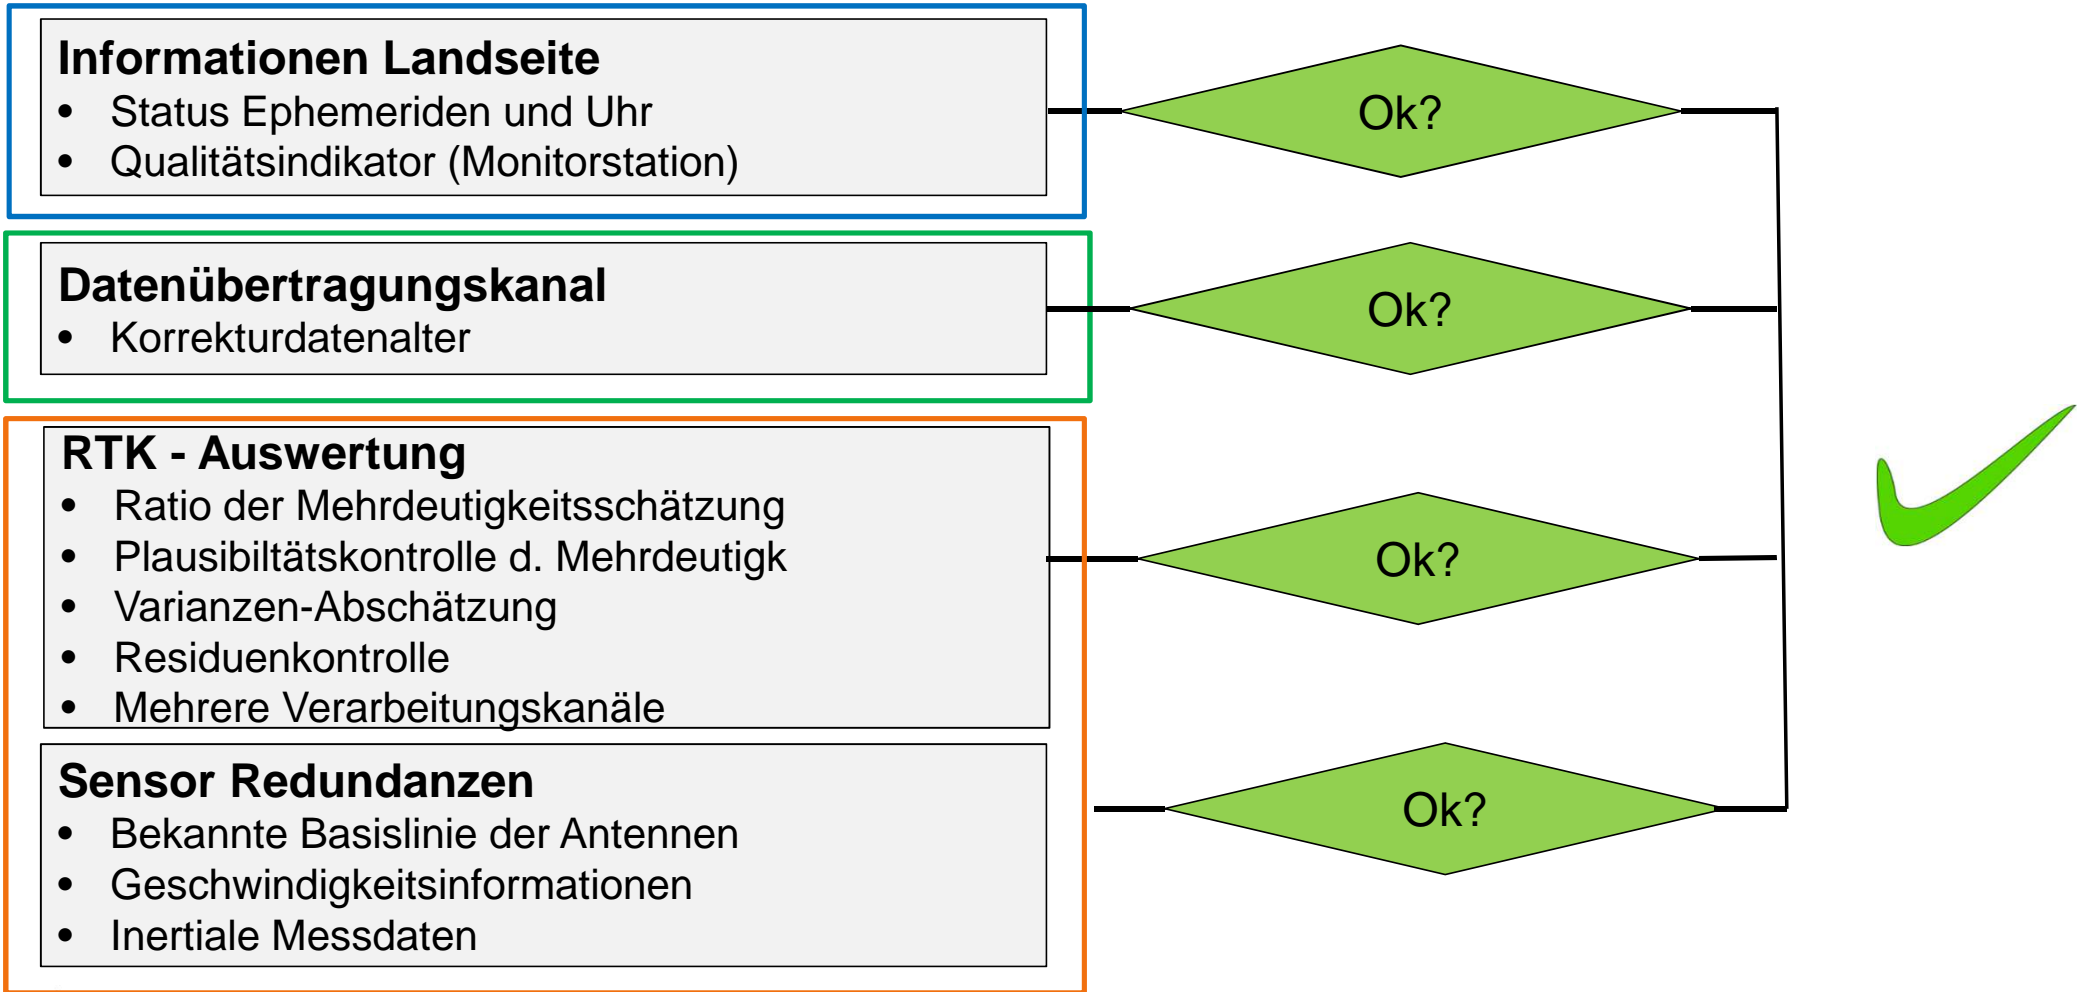 Informationen Landseite
• Status Ephemeriden und Uhr
• Qualitätsindikator (Monitorstation)
Ok?
Datenübertragungskanal
• Korrekturdatenalter
Ok?
RTK - Auswertung
• Ratio der Mehrdeutigkeitsschätzung
• Plausibiltätskontrolle d. Mehrdeutigk
• Varianzen-Abschätzung
• Residuenkontrolle
• Mehrere Verarbeitungskanäle
Ok?
Sensor Redundanzen
• Bekannte Basislinie der Antennen
• Geschwindigkeitsinformationen
• Inertiale Messdaten
Ok?